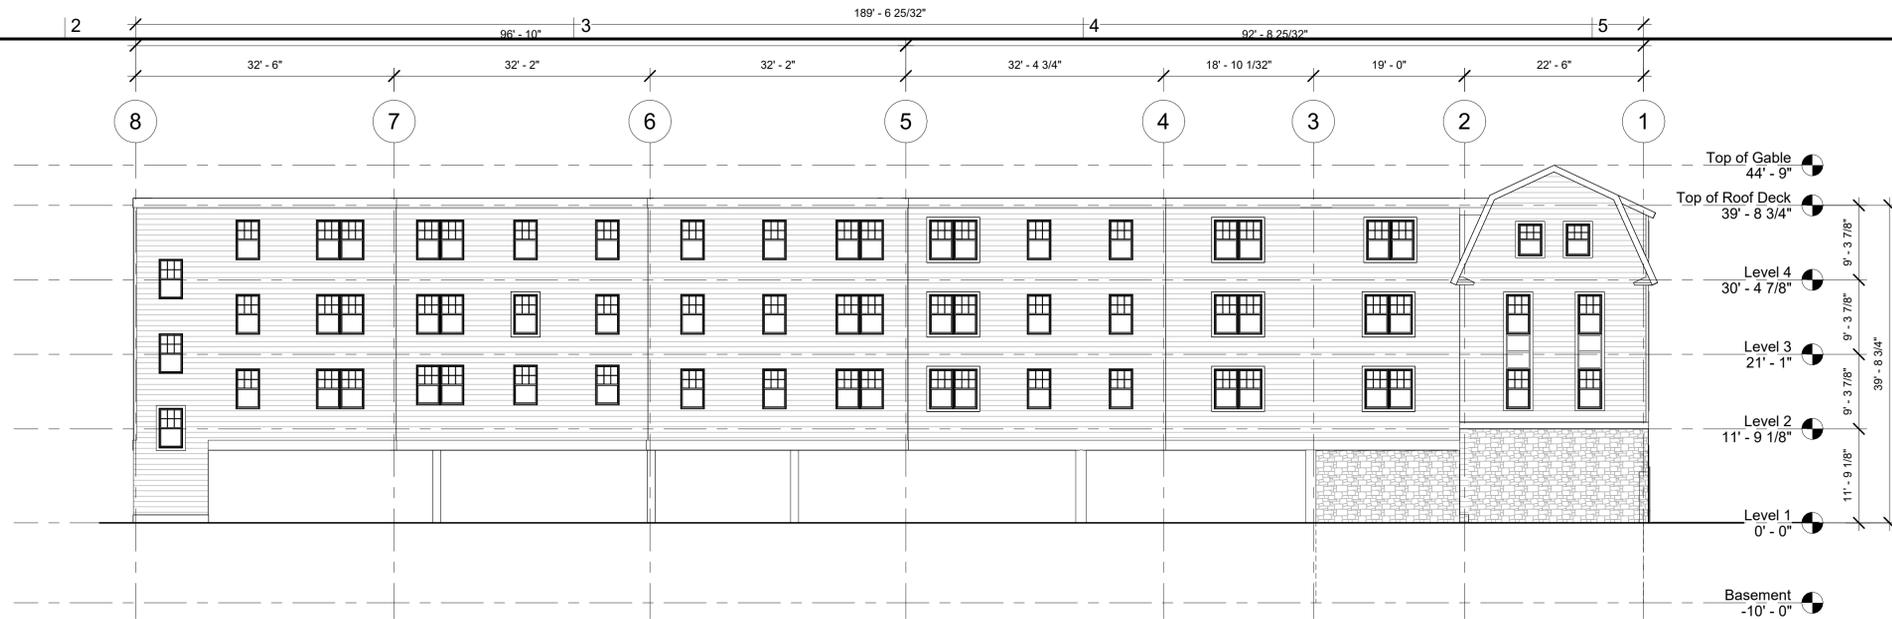 189' - 6 25/32"
2
3
4
5
96' - 10"
92' - 8 25/32"
32' - 6"
32' - 2"
32' - 2"
32' - 4 3/4"
18' - 10 1/32"
19' - 0"
22' - 6"
8
7
6
5
4
3
2
1
Top of Gable
44' - 9"
Top of Roof Deck
39' - 8 3/4"
9' - 3 7/8"
Level 4
30' - 4 7/8"
9' - 3 7/8"
Level 3
21' - 1"
39' - 8 3/4"
9' - 3 7/8"
Level 2
11' - 9 1/8"
11' - 9 1/8"
Level 1
0' - 0"
Basement
-10' - 0"